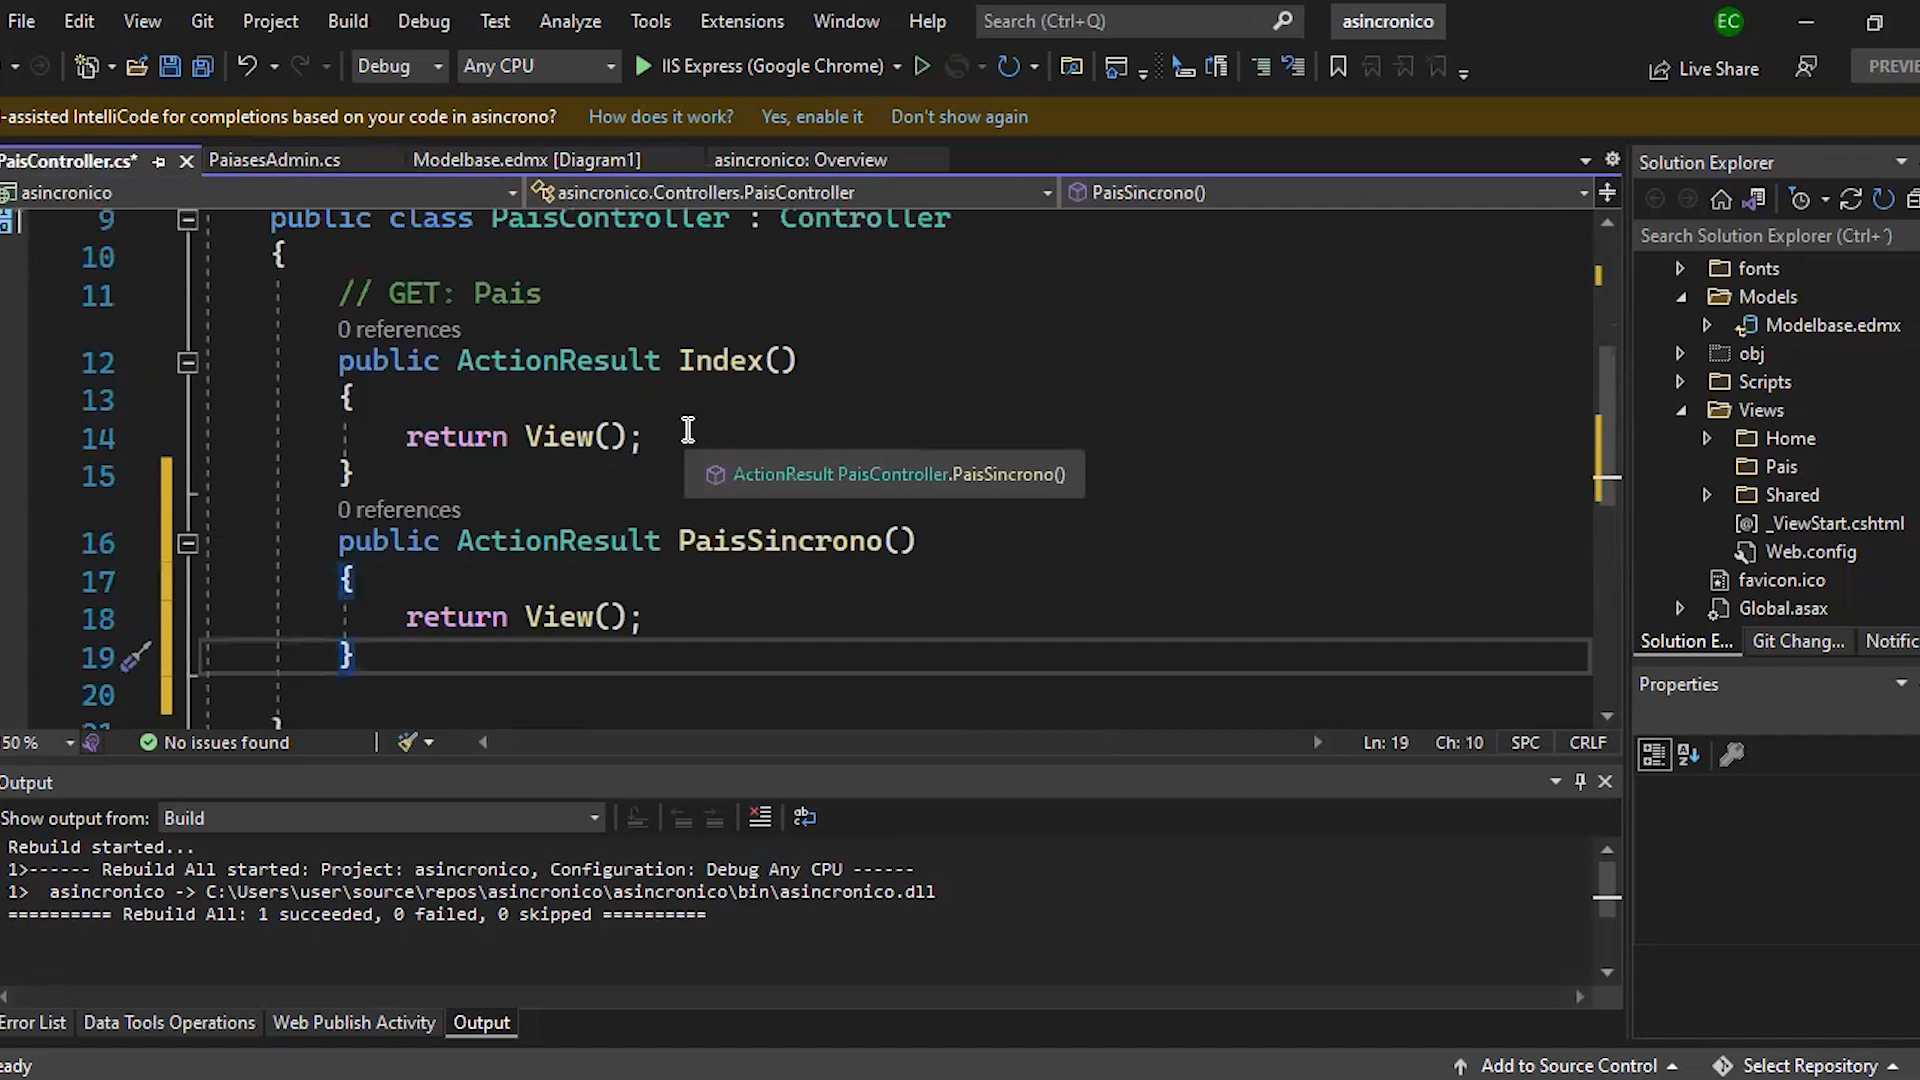 File Edit View Git Project Build Debug Test Analyze Tools Extensions Window Help Search (Ctrl+Q) asincronico EC
Debug Any CPU IIS Express (Google Chrome) Live Share
-assisted IntelliCode for completions based on your code in asincrono? How does it work? Yes, enable it Don't show again
PaisController.cs* PaiasesAdmin.cs Modelbase.edmx [Diagram1] asincronico: Overview
asincronico asincronico.Controllers.PaisController PaisSincrono()
9 public class PaisController : Controller
10 {
11 // GET: Pais
0 references
12 public ActionResult Index()
13 {
14 return View();
15 }
ActionResult PaisController.PaisSincrono()
0 references
16 public ActionResult PaisSincrono()
17 {
18 return View();
19 }
20
21 }
50 % No issues found Ln: 19 Ch: 10 SPC CRLF
Output
Show output from: Build
Rebuild started...
1>------ Rebuild All started: Project: asincronico, Configuration: Debug Any CPU ------
1>  asincronico -> C:\Users\user\source\repos\asincronico\asincronico\bin\asincronico.dll
========== Rebuild All: 1 succeeded, 0 failed, 0 skipped ==========
Error List Data Tools Operations Web Publish Activity Output
eady Add to Source Control Select Repository
Solution Explorer
Search Solution Explorer (Ctrl+´)
fonts
Models
Modelbase.edmx
obj
Scripts
Views
Home
Pais
Shared
_ViewStart.cshtml
Web.config
favicon.ico
Global.asax
Solution E... Git Chang... Notific
Properties